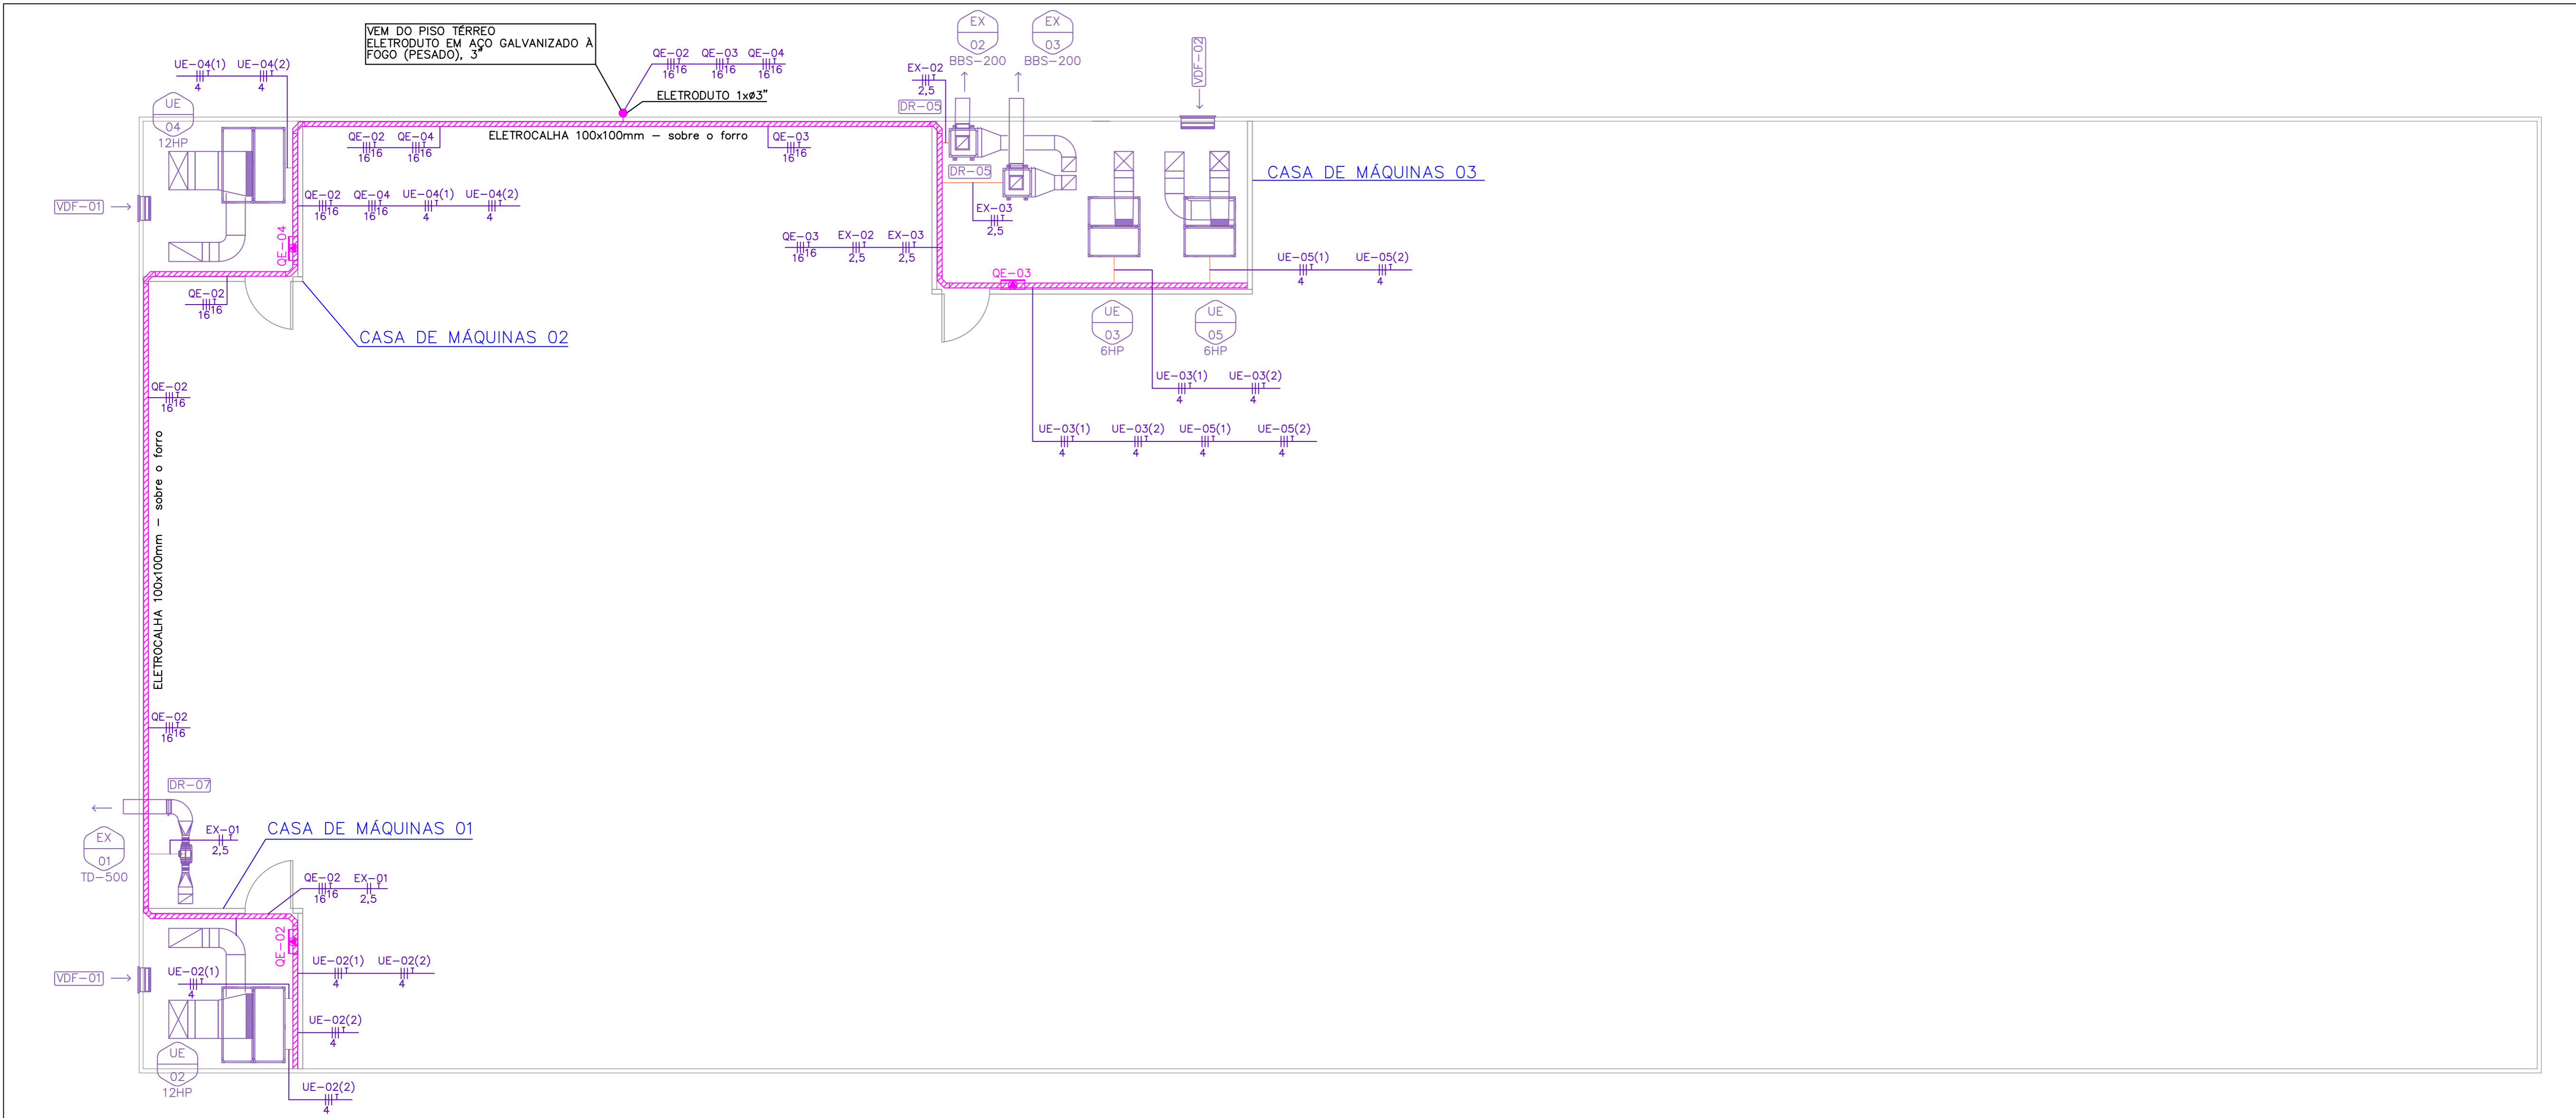 VEM DO PISO TÉRREO
ELETRODUTO EM AÇO GALVANIZADO À
FOGO (PESADO), 3"
QE-02 QE-03 QE-04
16 16 16 16 16 16
ELETRODUTO 1xø3"
EX
02
BBS-200
EX
03
BBS-200
VDF-02
EX-02
2,5
DR-05
UE-04(1) UE-04(2)
4 4
UE
04
12HP
QE-02 QE-04
16 16 16 16
ELETROCALHA 100x100mm – sobre o forro
QE-03
16 16
DR-05
CASA DE MÁQUINAS 03
VDF-01
QE-02 QE-04 UE-04(1) UE-04(2)
16 16 16 16 4 4
EX-03
2,5
QE-04
QE-03 EX-02 EX-03
16 16 2,5 2,5
QE-03
UE-05(1) UE-05(2)
4 4
QE-02
16 16
UE
03
6HP
UE
05
6HP
CASA DE MÁQUINAS 02
UE-03(1) UE-03(2)
4 4
QE-02
16 16
UE-03(1) UE-03(2) UE-05(1) UE-05(2)
4 4 4 4
ELETROCALHA 100x100mm – sobre o forro
QE-02
16 16
DR-07
EX
01
TD-500
EX-01
2,5
CASA DE MÁQUINAS 01
QE-02 EX-01
16 16 2,5
QE-02
VDF-01
UE-02(1)
4
UE-02(1) UE-02(2)
4 4
UE-02(2)
4
UE
02
12HP
UE-02(2)
4